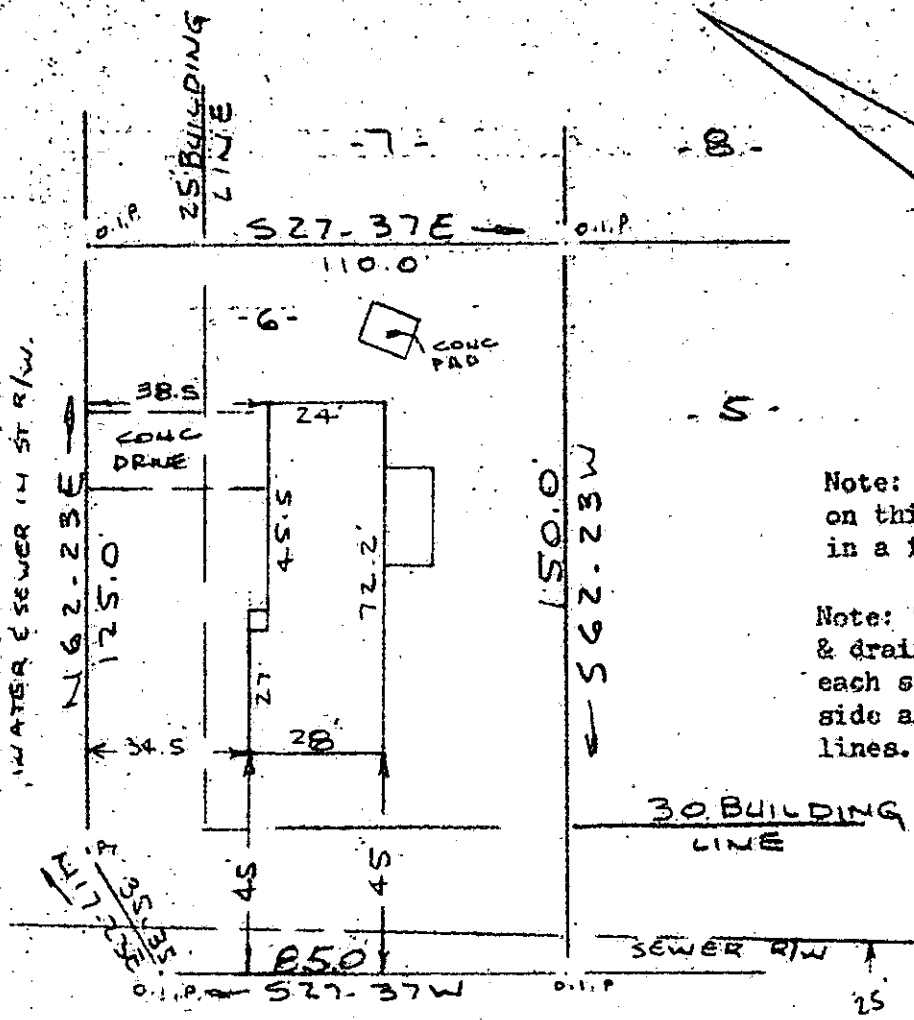 25' BUILDING
LINE
-7-
-8-
O.I.P.
S27-37E
O.I.P.
110.0'
-6-
CONC
PAD
38.5
24'
CONC
DRIVE
-5-
WATER & SEWER IN ST R/W.
N62-23E
125.0
45.5
72.2'
150.0'
S62-23W
Note:
on thi
in a f
Note:
& drai
each s
side a
lines.
27
34.5
28'
30 BUILDING
LINE
35.35
45
45
85.0
SEWER R/W
O.I.P.
S27-37W
O.I.P
25